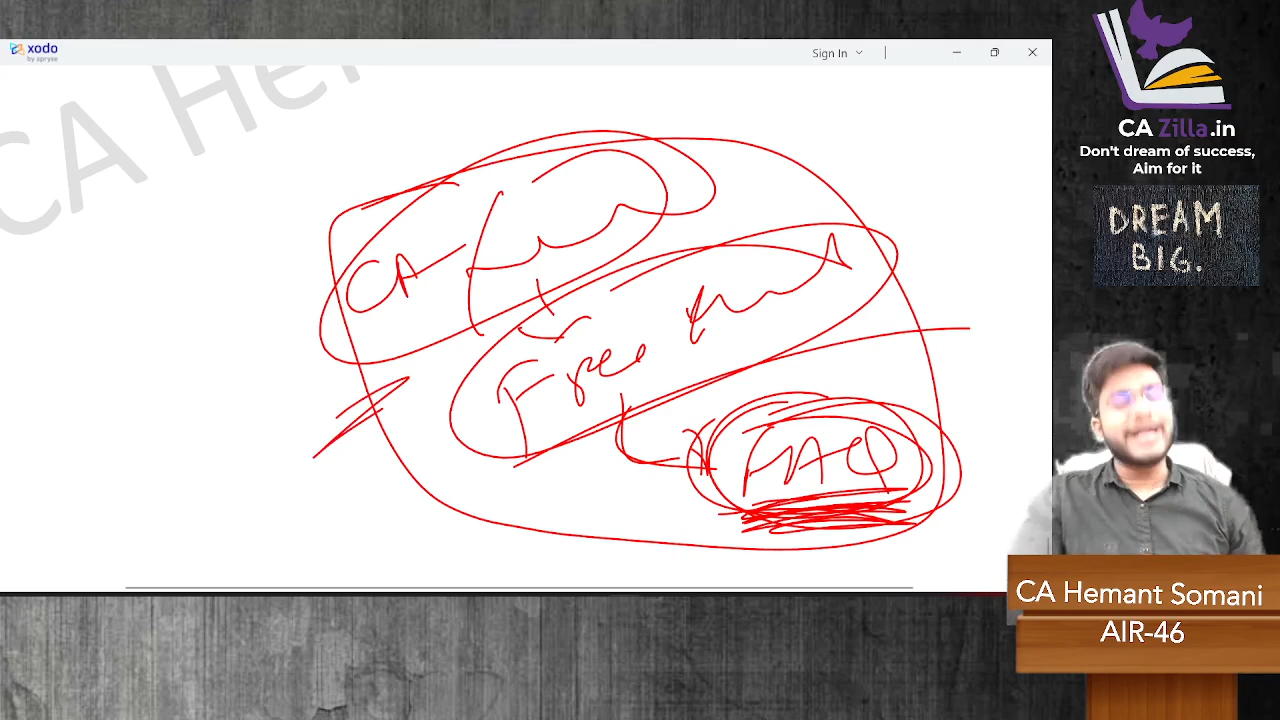 xodo
by apryse
Sign In
CA Her
CA
Free
FAQ
CA Zilla.in
Don't dream of success,
Aim for it
DREAM
BIG.
CA Hemant Somani
AIR-46